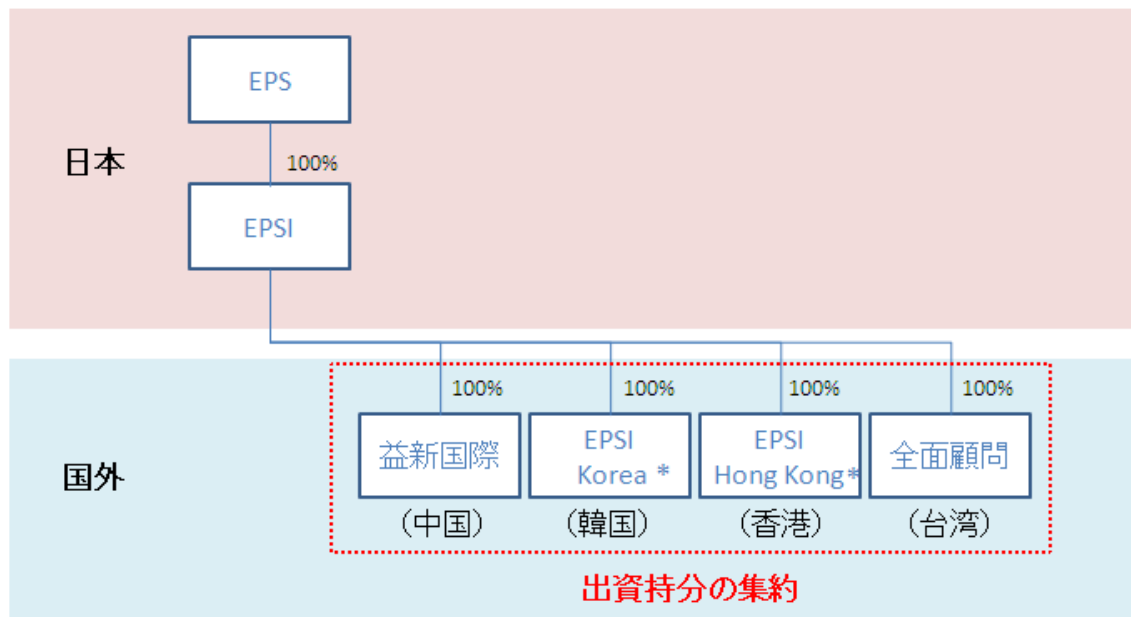 EPS
日本
100%
EPSI
100%
100%
100%
100%
益新国際
EPSI
Korea *
EPSI
Hong Kong*
全面顧問
国外
(中国)
(韓国)
(香港)
(台湾)
出資持分の集約